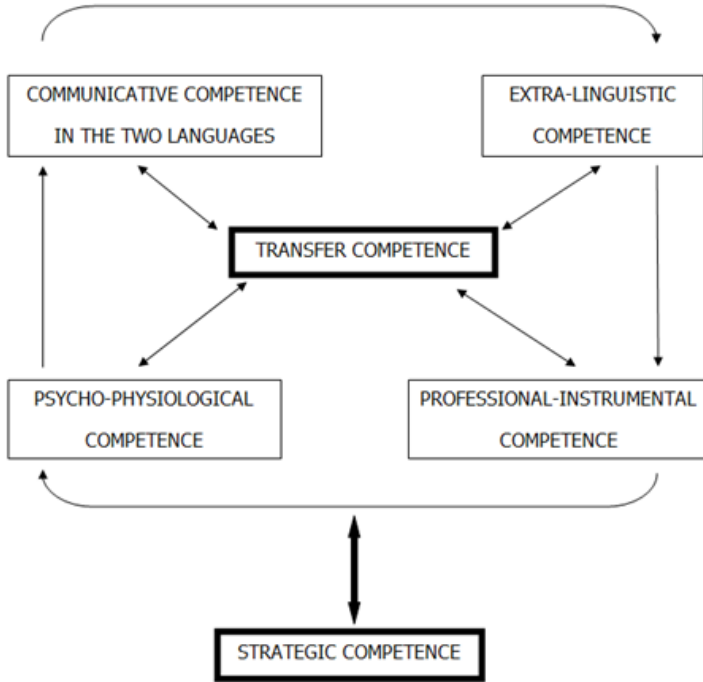 COMMUNICATIVE COMPETENCE
IN THE TWO LANGUAGES
EXTRA-LINGUISTIC
COMPETENCE
TRANSFER COMPETENCE
PSYCHO-PHYSIOLOGICAL
COMPETENCE
PROFESSIONAL-INSTRUMENTAL
COMPETENCE
STRATEGIC COMPETENCE